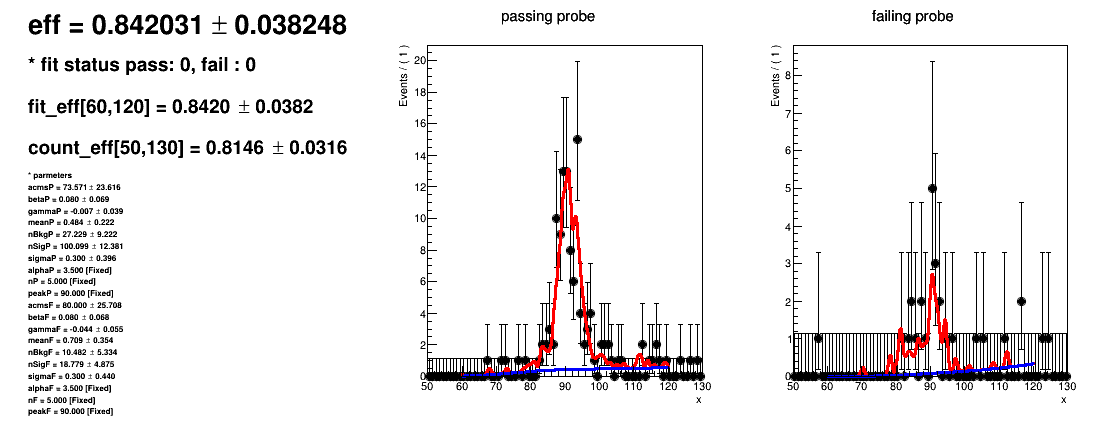 eff = 0.842031 ± 0.038248
* fit status pass: 0, fail : 0
fit_eff[60,120] = 0.8420 ± 0.0382
count_eff[50,130] = 0.8146 ± 0.0316
* parmeters
acmsP = 73.571 ± 23.616
betaP = 0.080 ± 0.069
gammaP = -0.007 ± 0.039
meanP = 0.484 ± 0.222
nBkgP = 27.229 ± 9.222
nSigP = 100.099 ± 12.381
sigmaP = 0.300 ± 0.396
alphaP = 3.500 [Fixed]
nP = 5.000 [Fixed]
peakP = 90.000 [Fixed]
acmsF = 80.000 ± 25.708
betaF = 0.080 ± 0.068
gammaF = -0.044 ± 0.055
meanF = 0.709 ± 0.354
nBkgF = 10.482 ± 5.334
nSigF = 18.779 ± 4.875
sigmaF = 0.300 ± 0.440
alphaF = 3.500 [Fixed]
nF = 5.000 [Fixed]
peakF = 90.000 [Fixed]
passing probe
Events / ( 1 )
20
18
16
14
12
10
8
6
4
2
0
50 60 70 80 90 100 110 120 130
x
failing probe
Events / ( 1 )
8
7
6
5
4
3
2
1
0
50 60 70 80 90 100 110 120 130
x